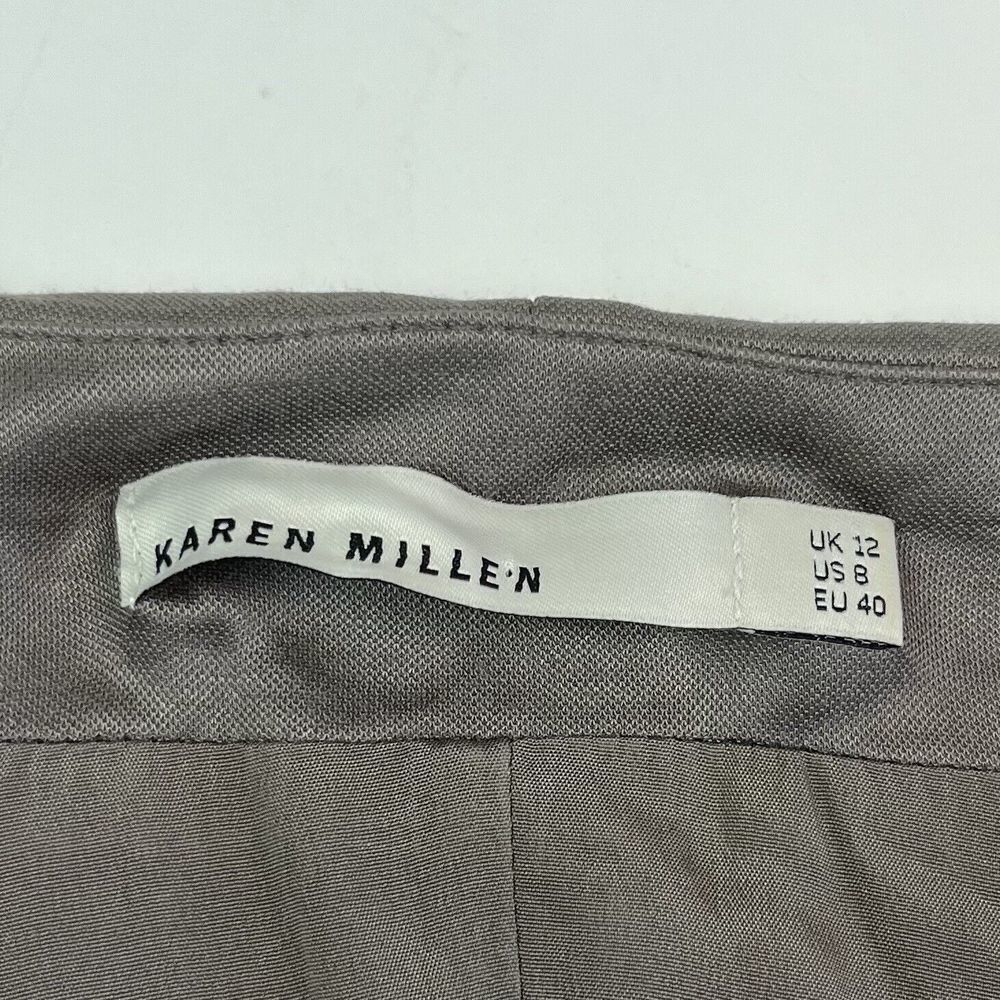 KAREN MILLEN
UK 12
US 8
EU 40